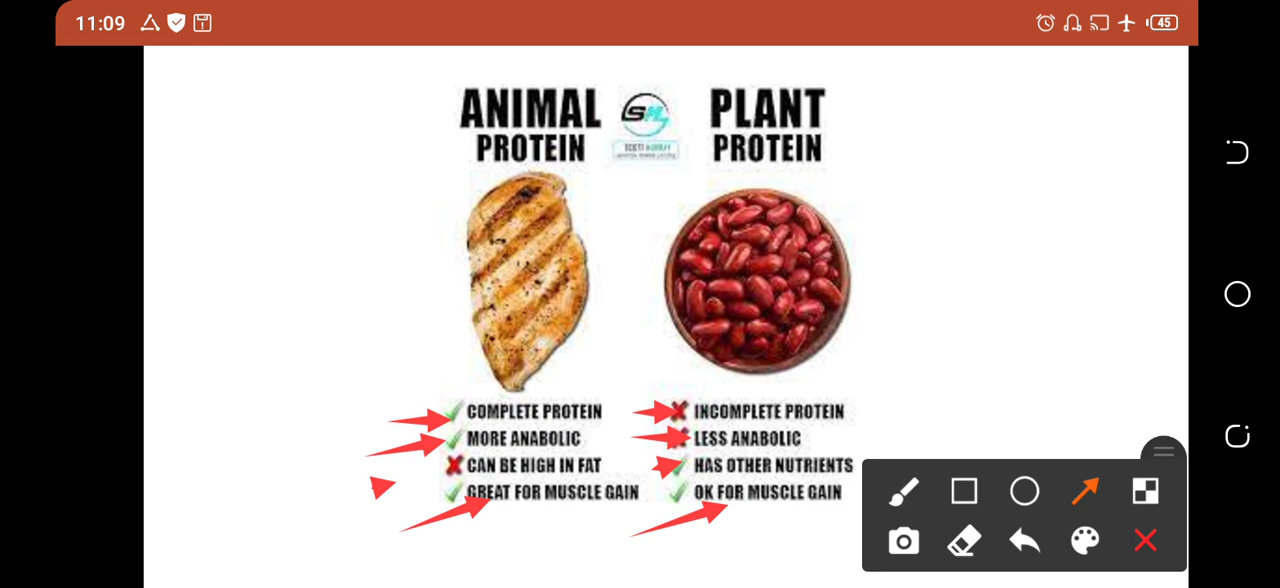 11:09
45
ANIMAL
PROTEIN
PLANT
PROTEIN
COMPLETE PROTEIN
MORE ANABOLIC
CAN BE HIGH IN FAT
GREAT FOR MUSCLE GAIN
INCOMPLETE PROTEIN
LESS ANABOLIC
HAS OTHER NUTRIENTS
OK FOR MUSCLE GAIN